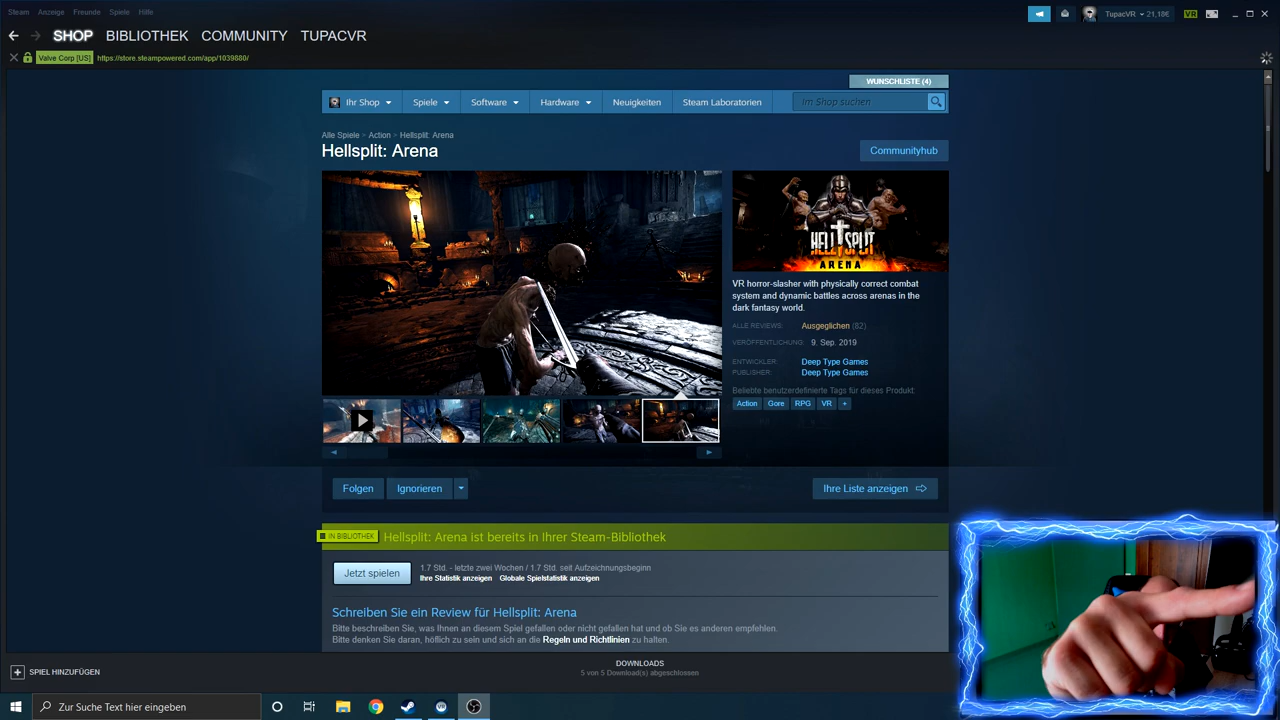 Steam Anzeige Freunde Spiele Hilfe
TupacVR 21,18€ VR
SHOP BIBLIOTHEK COMMUNITY TUPACVR
Valve Corp [US] https://store.steampowered.com/app/1039880/
WUNSCHLISTE (4)
Ihr Shop Spiele Software Hardware Neuigkeiten Steam Laboratorien Im Shop suchen
Alle Spiele > Action > Hellsplit: Arena
Hellsplit: Arena
Communityhub
HELLSPLIT
ARENA
VR horror-slasher with physically correct combat
system and dynamic battles across arenas in the
dark fantasy world.
ALLE REVIEWS: Ausgeglichen (82)
VERÖFFENTLICHUNG: 9. Sep. 2019
ENTWICKLER: Deep Type Games
PUBLISHER: Deep Type Games
Beliebte benutzerdefinierte Tags für dieses Produkt:
Action Gore RPG VR +
Folgen Ignorieren Ihre Liste anzeigen
IN BIBLIOTHEK Hellsplit: Arena ist bereits in Ihrer Steam-Bibliothek
Jetzt spielen
1.7 Std. - letzte zwei Wochen / 1.7 Std. seit Aufzeichnungsbeginn
Ihre Statistik anzeigen Globale Spielstatistik anzeigen
Schreiben Sie ein Review für Hellsplit: Arena
Bitte beschreiben Sie, was Ihnen an diesem Spiel gefallen oder nicht gefallen hat und ob Sie es anderen empfehlen.
Bitte denken Sie daran, höflich zu sein und sich an die Regeln und Richtlinien zu halten.
+ SPIEL HINZUFÜGEN
DOWNLOADS
5 von 5 Download(s) abgeschlossen
Zur Suche Text hier eingeben